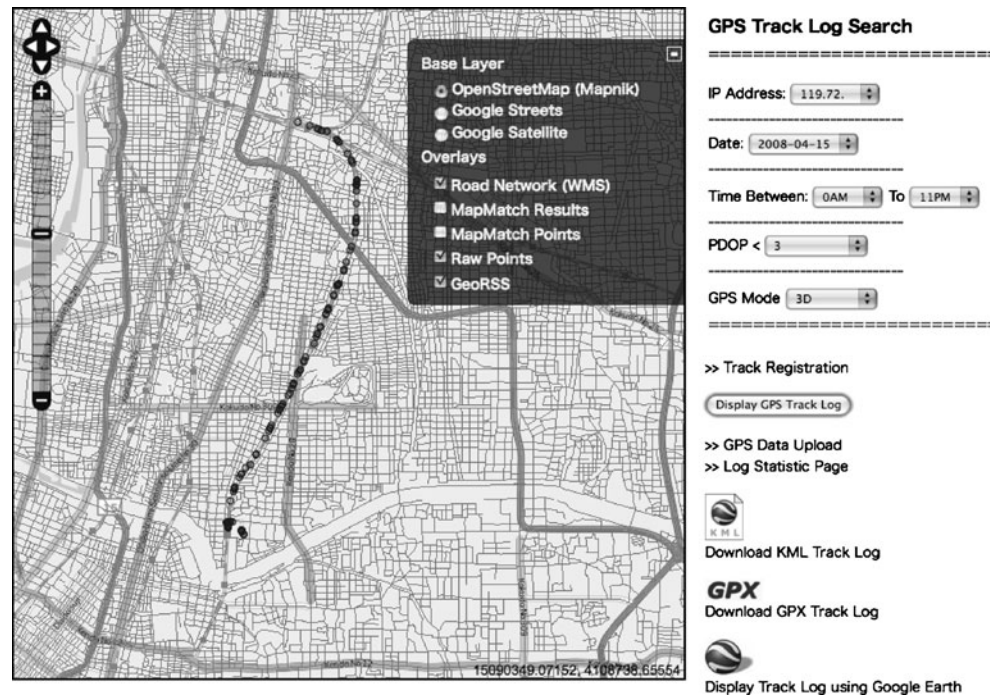 Base Layer
OpenStreetMap (Mapnik)
Google Streets
Google Satellite
Overlays
Road Network (WMS)
MapMatch Results
MapMatch Points
Raw Points
GeoRSS
15090349.07152, 4108738.65554
GPS Track Log Search
IP Address: 119.72.
Date: 2008-04-15
Time Between: 0AM To 11PM
PDOP < 3
GPS Mode 3D
>> Track Registration
Display GPS Track Log
>> GPS Data Upload
>> Log Statistic Page
KML
Download KML Track Log
GPX
Download GPX Track Log
Display Track Log using Google Earth